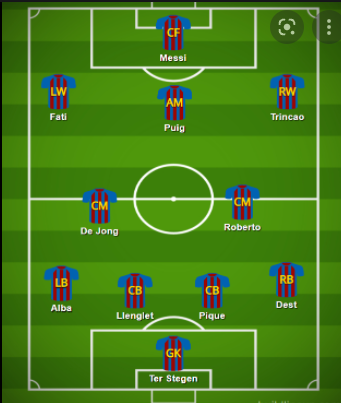 CF
Messi
LW
AM
RW
Fati
Puig
Trincao
CM
CM
De Jong
Roberto
LB
CB
CB
RB
Alba
Llenglet
Pique
Dest
GK
Ter Stegen